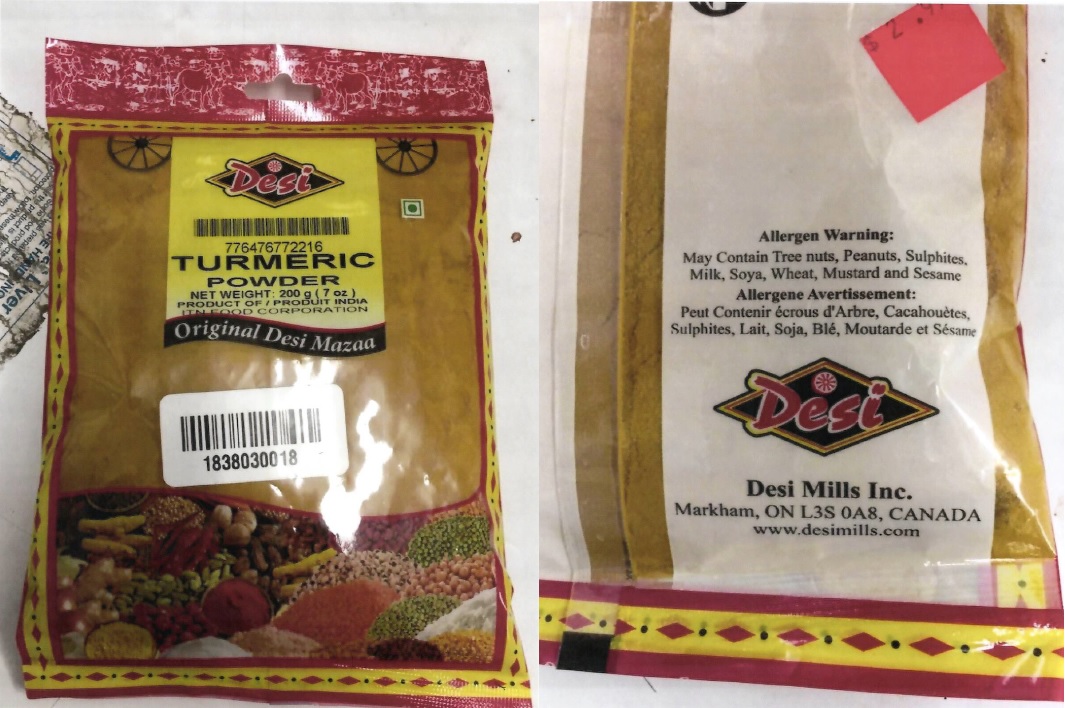 Desi
776476772216
TURMERIC
POWDER
NET WEIGHT: 200 g ( 7 oz )
PRODUCT OF / PRODUIT INDIA
ITN FOOD CORPORATION
Original Desi Mazaa
1838030018
Allergen Warning:
May Contain Tree nuts, Peanuts, Sulphites,
Milk, Soya, Wheat, Mustard and Sesame
Allergene Avertissement:
Peut Contenir écrous d'Arbre, Cacahouètes,
Sulphites, Lait, Soja, Blé, Moutarde et Sésame
Desi
Desi Mills Inc.
Markham, ON L3S 0A8, CANADA
www.desimills.com